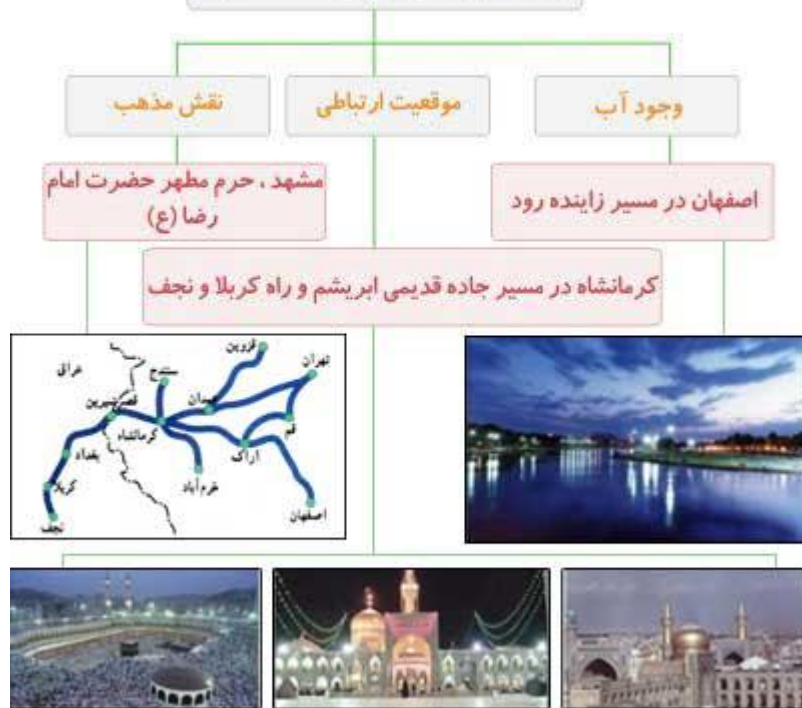 وجود آب
موقعیت ارتباطی
نقش مذهب
اصفهان در مسیر زاینده رود
مشهد ، حرم مطهر حضرت امام
رضا (ع)
کرمانشاه در مسیر جاده قدیمی ابریشم و راه کربلا و نجف
قزوین
تهران
سنندج
عراق
همدان
قصرشیرین
کرمانشاه
قم
اراک
بغداد
خرم آباد
کربلا
اصفهان
نجف